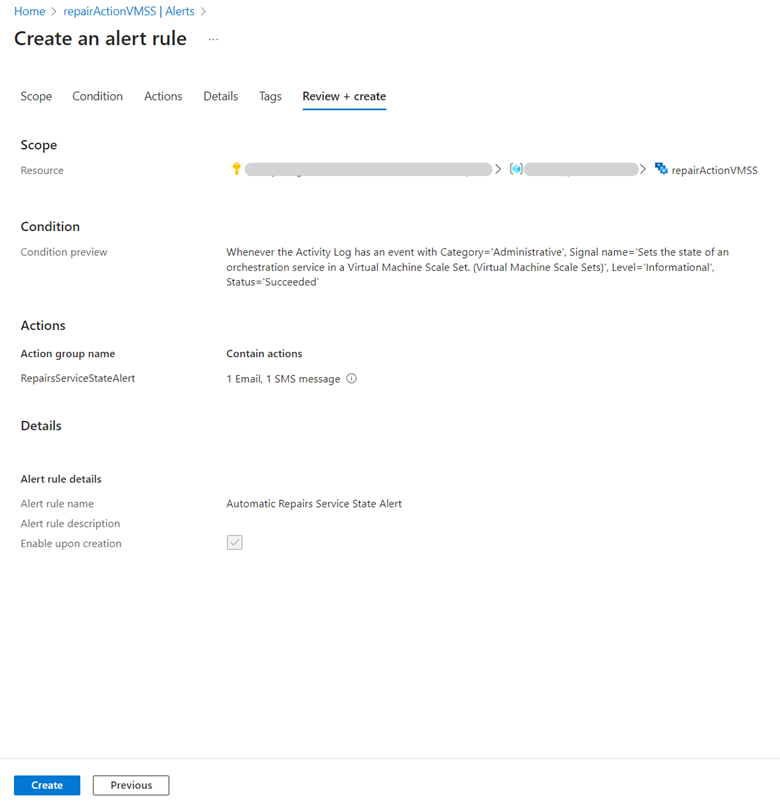 Home > repairActionVMSS | Alerts >
Create an alert rule ...
Scope Condition Actions Details Tags Review + create
Scope
Resource > > repairActionVMSS
Condition
Condition preview Whenever the Activity Log has an event with Category='Administrative', Signal name='Sets the state of an
orchestration service in a Virtual Machine Scale Set. (Virtual Machine Scale Sets)', Level='Informational',
Status='Succeeded'
Actions
Action group name Contain actions
RepairsServiceStateAlert 1 Email, 1 SMS message
Details
Alert rule details
Alert rule name Automatic Repairs Service State Alert
Alert rule description
Enable upon creation
Create Previous